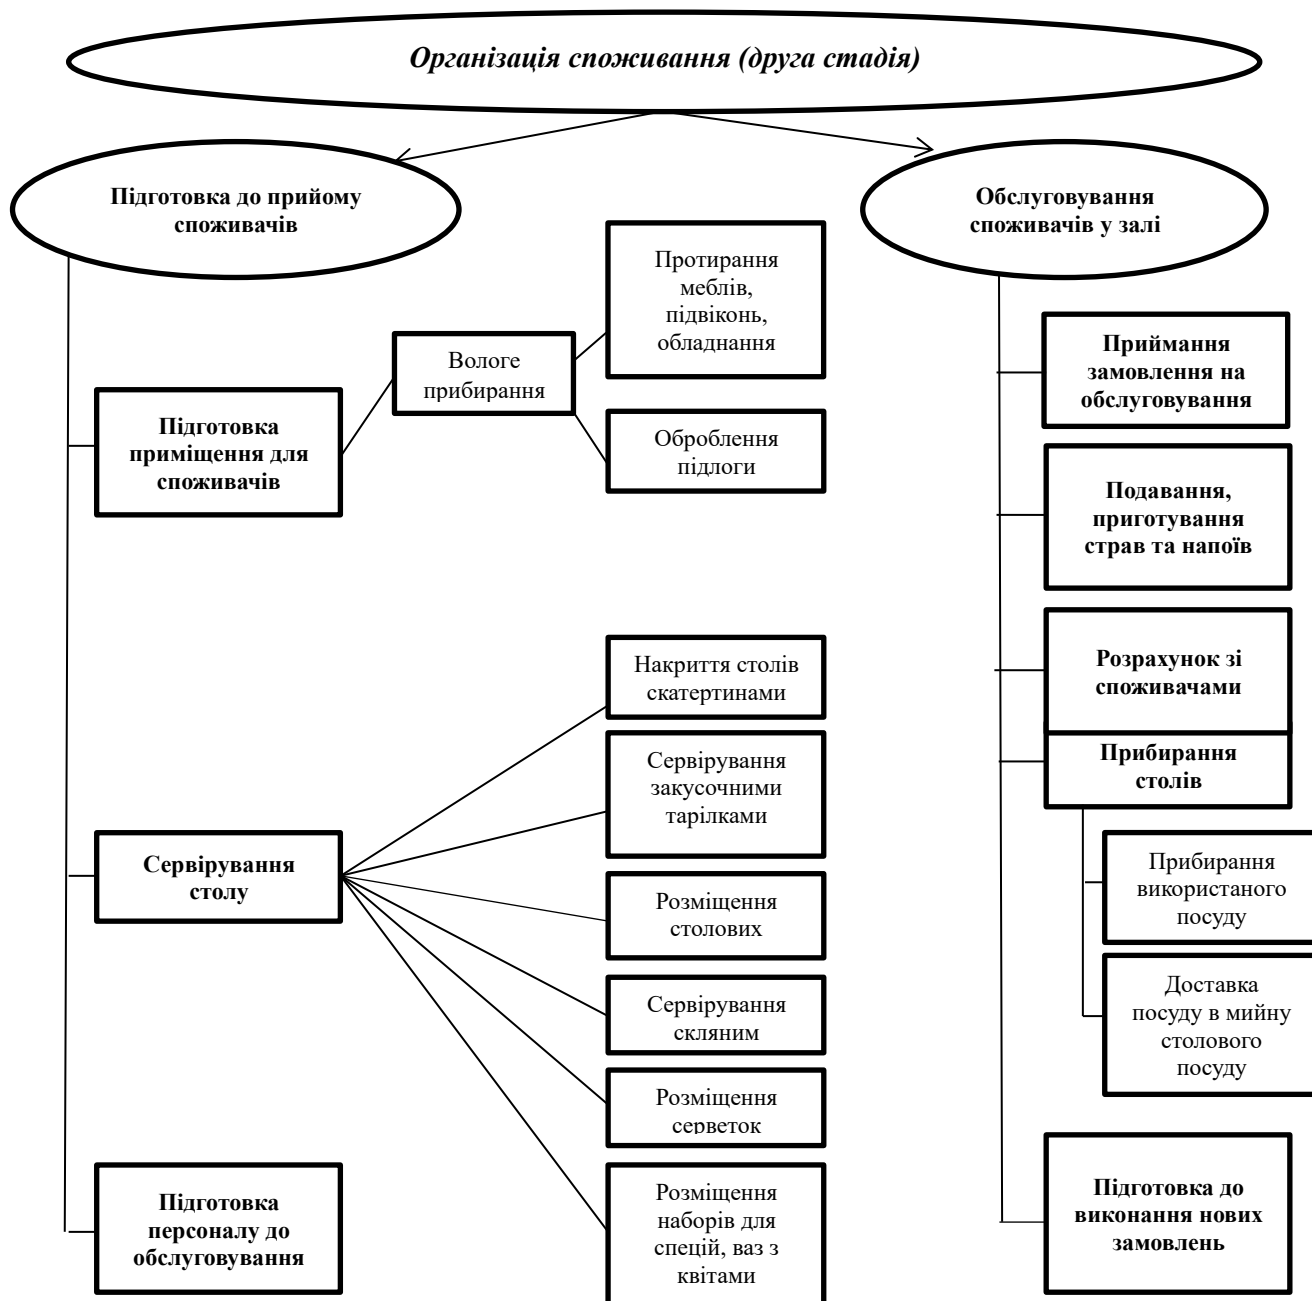 Організація споживання (друга стадія)
Підготовка до прийому
споживачів
Обслуговування
споживачів у залі
Підготовка
приміщення для
споживачів
Вологе
прибирання
Протирання
меблів,
підвіконь,
обладнання
Оброблення
підлоги
Сервірування
столу
Накриття столів
скатертинами
Сервірування
закусочними
тарілками
Розміщення
столових
Сервірування
скляним
Розміщення
серветок
Розміщення
наборів для
спецій, ваз з
квітами
Підготовка
персоналу до
обслуговування
Приймання
замовлення на
обслуговування
Подавання,
приготування
страв та напоїв
Розрахунок зі
споживачами
Прибирання
столів
Прибирання
використаного
посуду
Доставка
посуду в мийну
столового
посуду
Підготовка до
виконання нових
замовлень